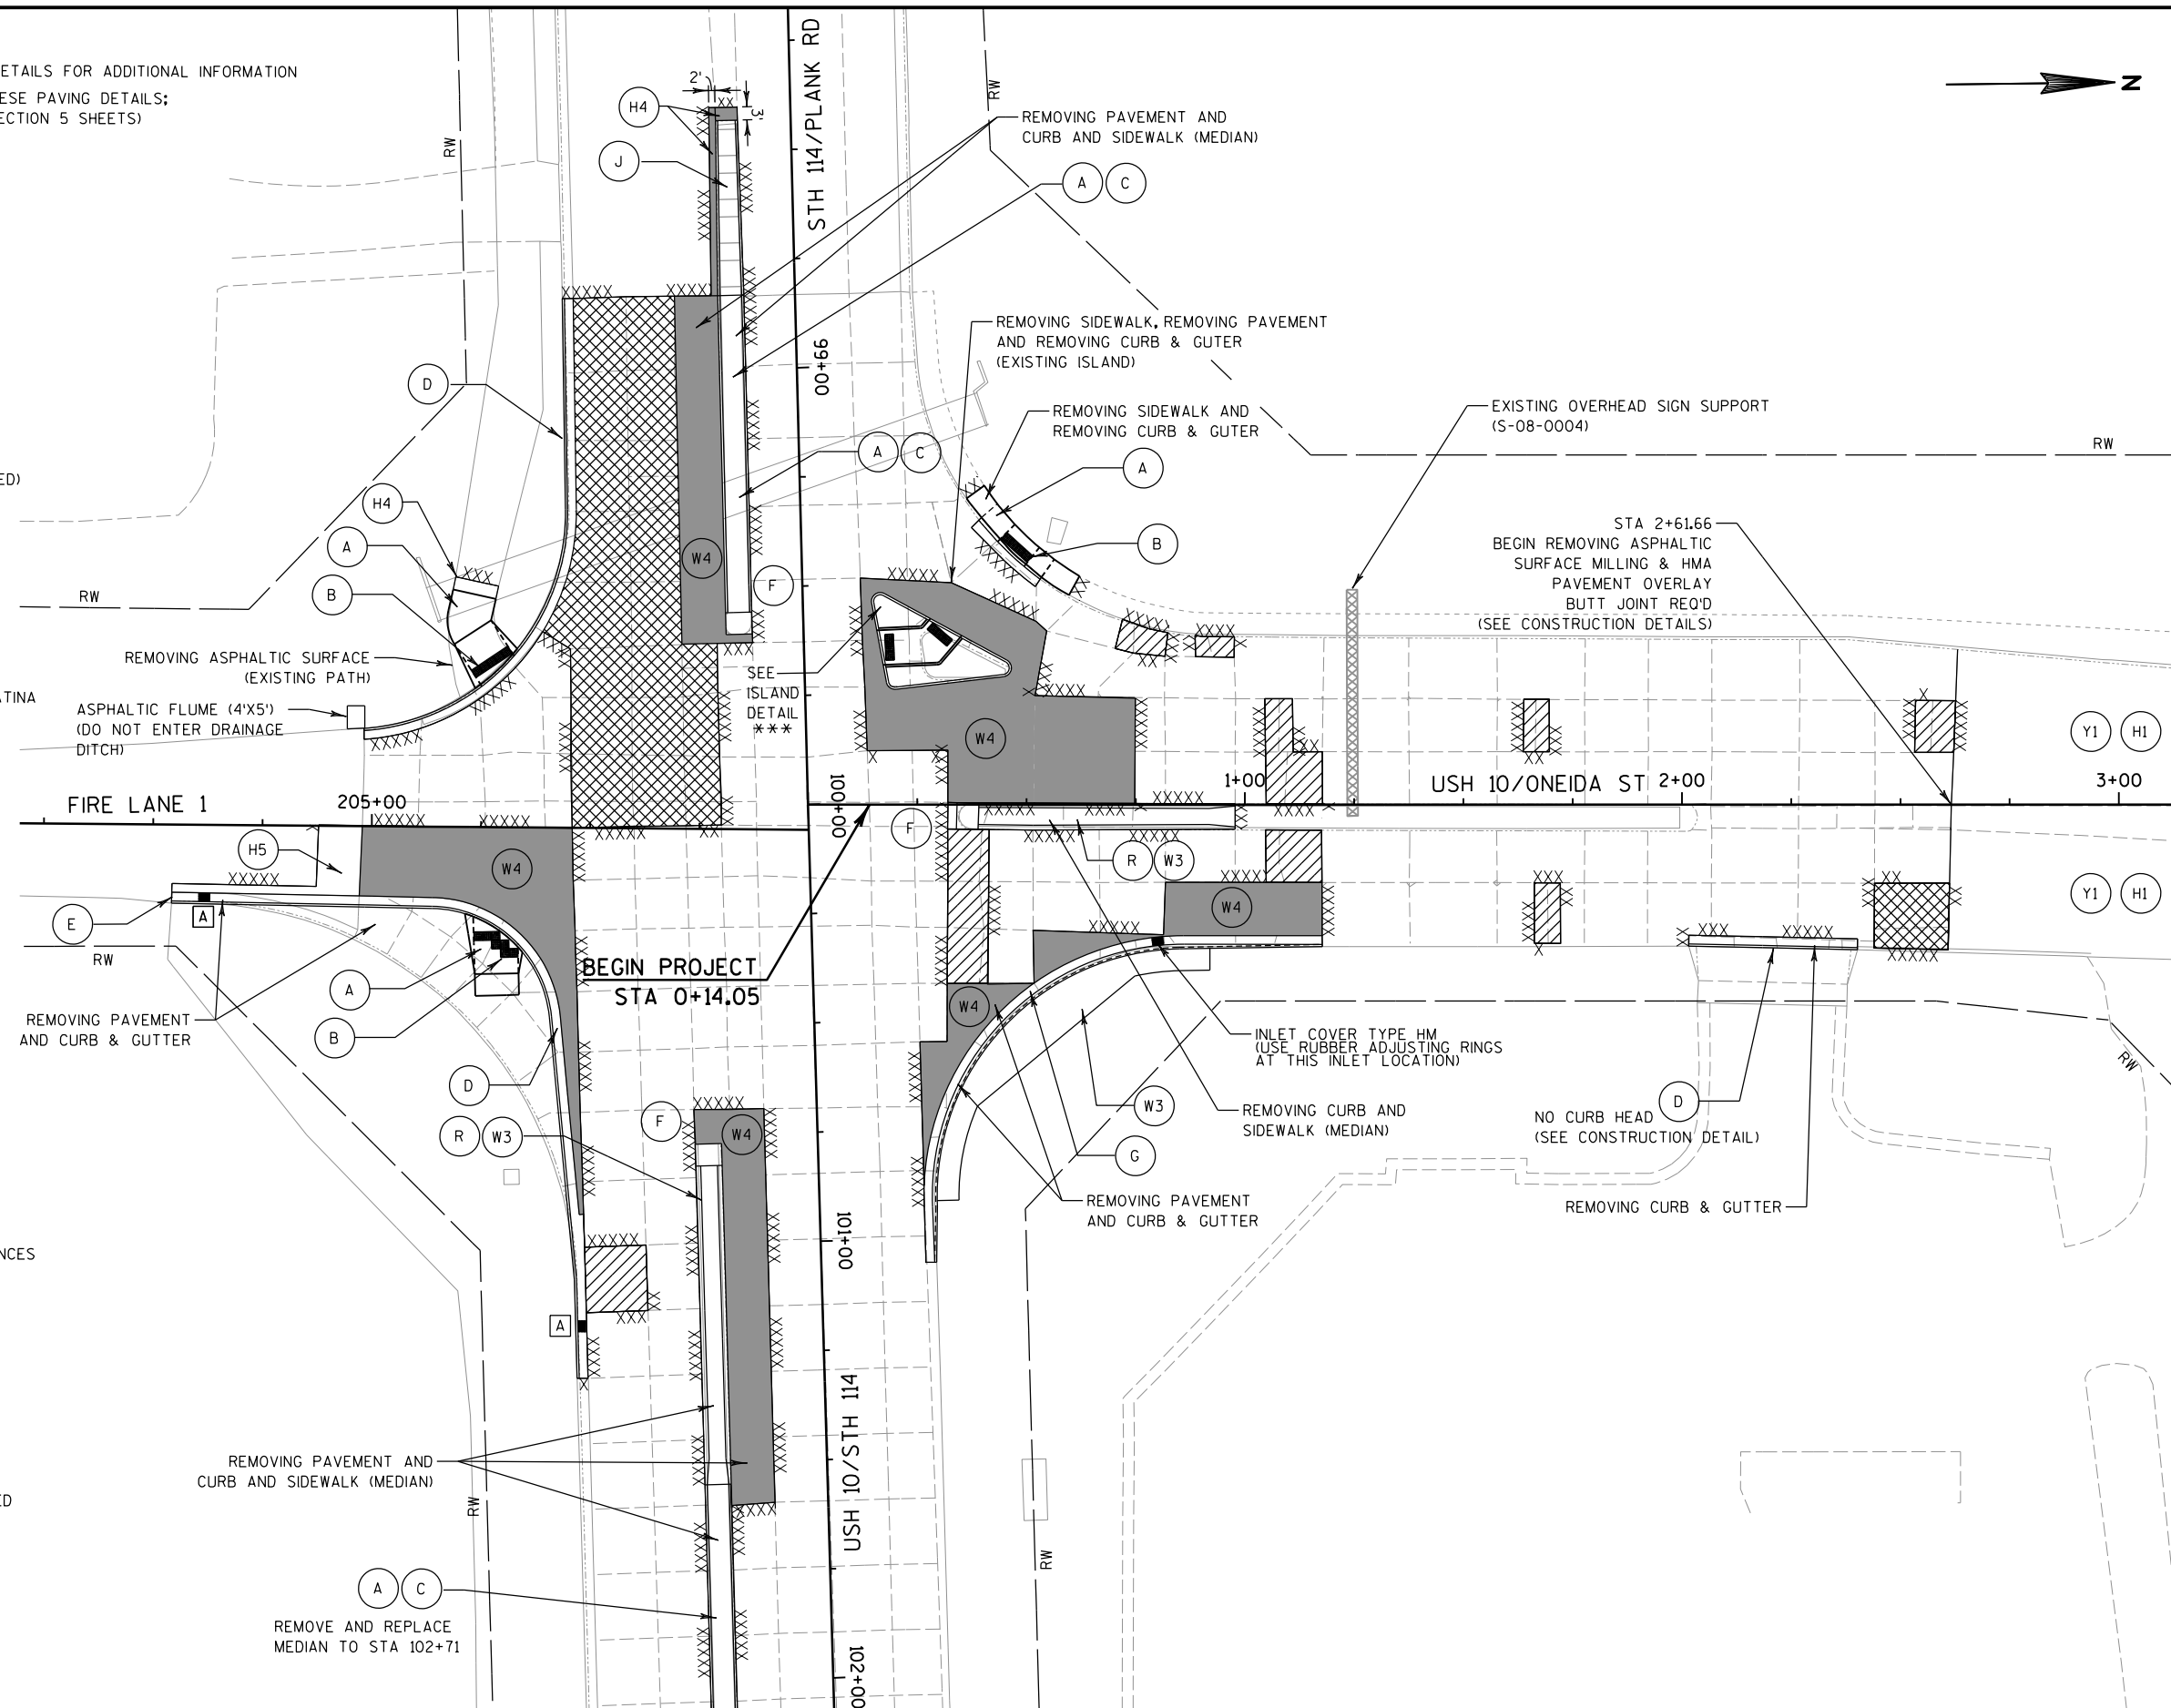 ETAILS FOR ADDITIONAL INFORMATION
ESE PAVING DETAILS;
ECTION 5 SHEETS)
RW
2'
XX
3'
H4
J
STH 114/PLANK RD
RW
N
REMOVING PAVEMENT AND
CURB AND SIDEWALK (MEDIAN)
A C
REMOVING SIDEWALK, REMOVING PAVEMENT
AND REMOVING CURB & GUTER
(EXISTING ISLAND)
99+00
D
REMOVING SIDEWALK AND
REMOVING CURB & GUTER
A
B
A C
EXISTING OVERHEAD SIGN SUPPORT
(S-08-0004)
RW
ED)
H4
A
B
RW
STA 2+61.66
BEGIN REMOVING ASPHALTIC
SURFACE MILLING & HMA
PAVEMENT OVERLAY
BUTT JOINT REQ'D
(SEE CONSTRUCTION DETAILS)
W4
F
REMOVING ASPHALTIC SURFACE
(EXISTING PATH)
SEE
ISLAND
DETAIL
***
ATINA
ASPHALTIC FLUME (4'X5')
(DO NOT ENTER DRAINAGE
DITCH)
W4
Y1 H1
FIRE LANE 1
205+00
100+00
1+00
USH 10/ONEIDA ST
2+00
3+00
F
H5
W4
R W3
W4
Y1 H1
E
A
RW
BEGIN PROJECT
STA 0+14.05
A
B
REMOVING PAVEMENT
AND CURB & GUTTER
W4
INLET COVER TYPE HM
(USE RUBBER ADJUSTING RINGS
AT THIS INLET LOCATION)
RW
D
W3
REMOVING CURB AND
SIDEWALK (MEDIAN)
NO CURB HEAD
(SEE CONSTRUCTION DETAIL)
D
F
W4
R W3
G
REMOVING PAVEMENT
AND CURB & GUTTER
REMOVING CURB & GUTTER
101+00
NCES
A
USH 10/STH 114
REMOVING PAVEMENT AND
CURB AND SIDEWALK (MEDIAN)
ED
RW
RW
A C
REMOVE AND REPLACE
MEDIAN TO STA 102+71
102+00